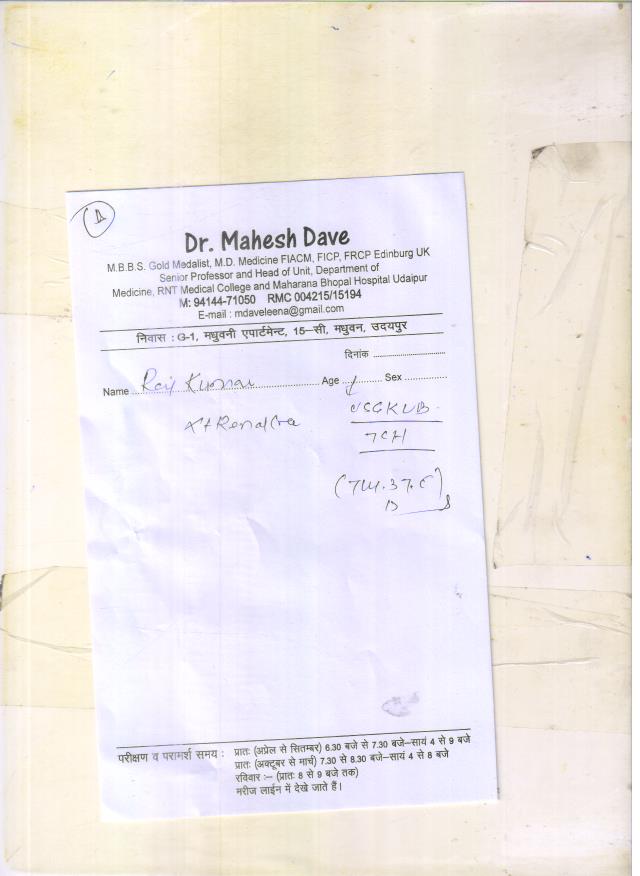 Dr. Mahesh Dave
M.B.B.S. Gold Medalist, M.D. Medicine FIACM, FICP, FRCP Edinburg UK
Senior Professor and Head of Unit, Department of
Medicine, RNT Medical College and Maharana Bhopal Hospital Udaipur
M: 94144-71050 RMC 004215/15194
E-mail : mdaveleena@gmail.com
निवास : G-1, मधुवनी एपार्टमेन्ट, 15-सी, मधुवन, उदयपुर
दिनांक
Name Raj Kumar Age Sex
USG KUB
परीक्षण व परामर्श समय : प्रातः (अप्रेल से सितम्बर) 6.30 बजे से 7.30 बजे-सायं 4 से 9 बजे
प्रातः (अक्टूबर से मार्च) 7.30 से 8.30 बजे-सायं 4 से 8 बजे
रविवार :- (प्रातः 8 से 9 बजे तक)
मरीज लाईन में देखे जाते हैं।